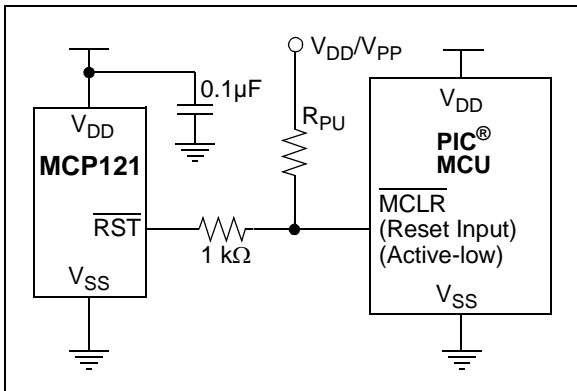 V_DD/V_PP
0.1µF
V_DD
MCP121
RST
V_SS
1 kΩ
R_PU
V_DD
PIC®
MCU
MCLR
(Reset Input)
(Active-low)
V_SS